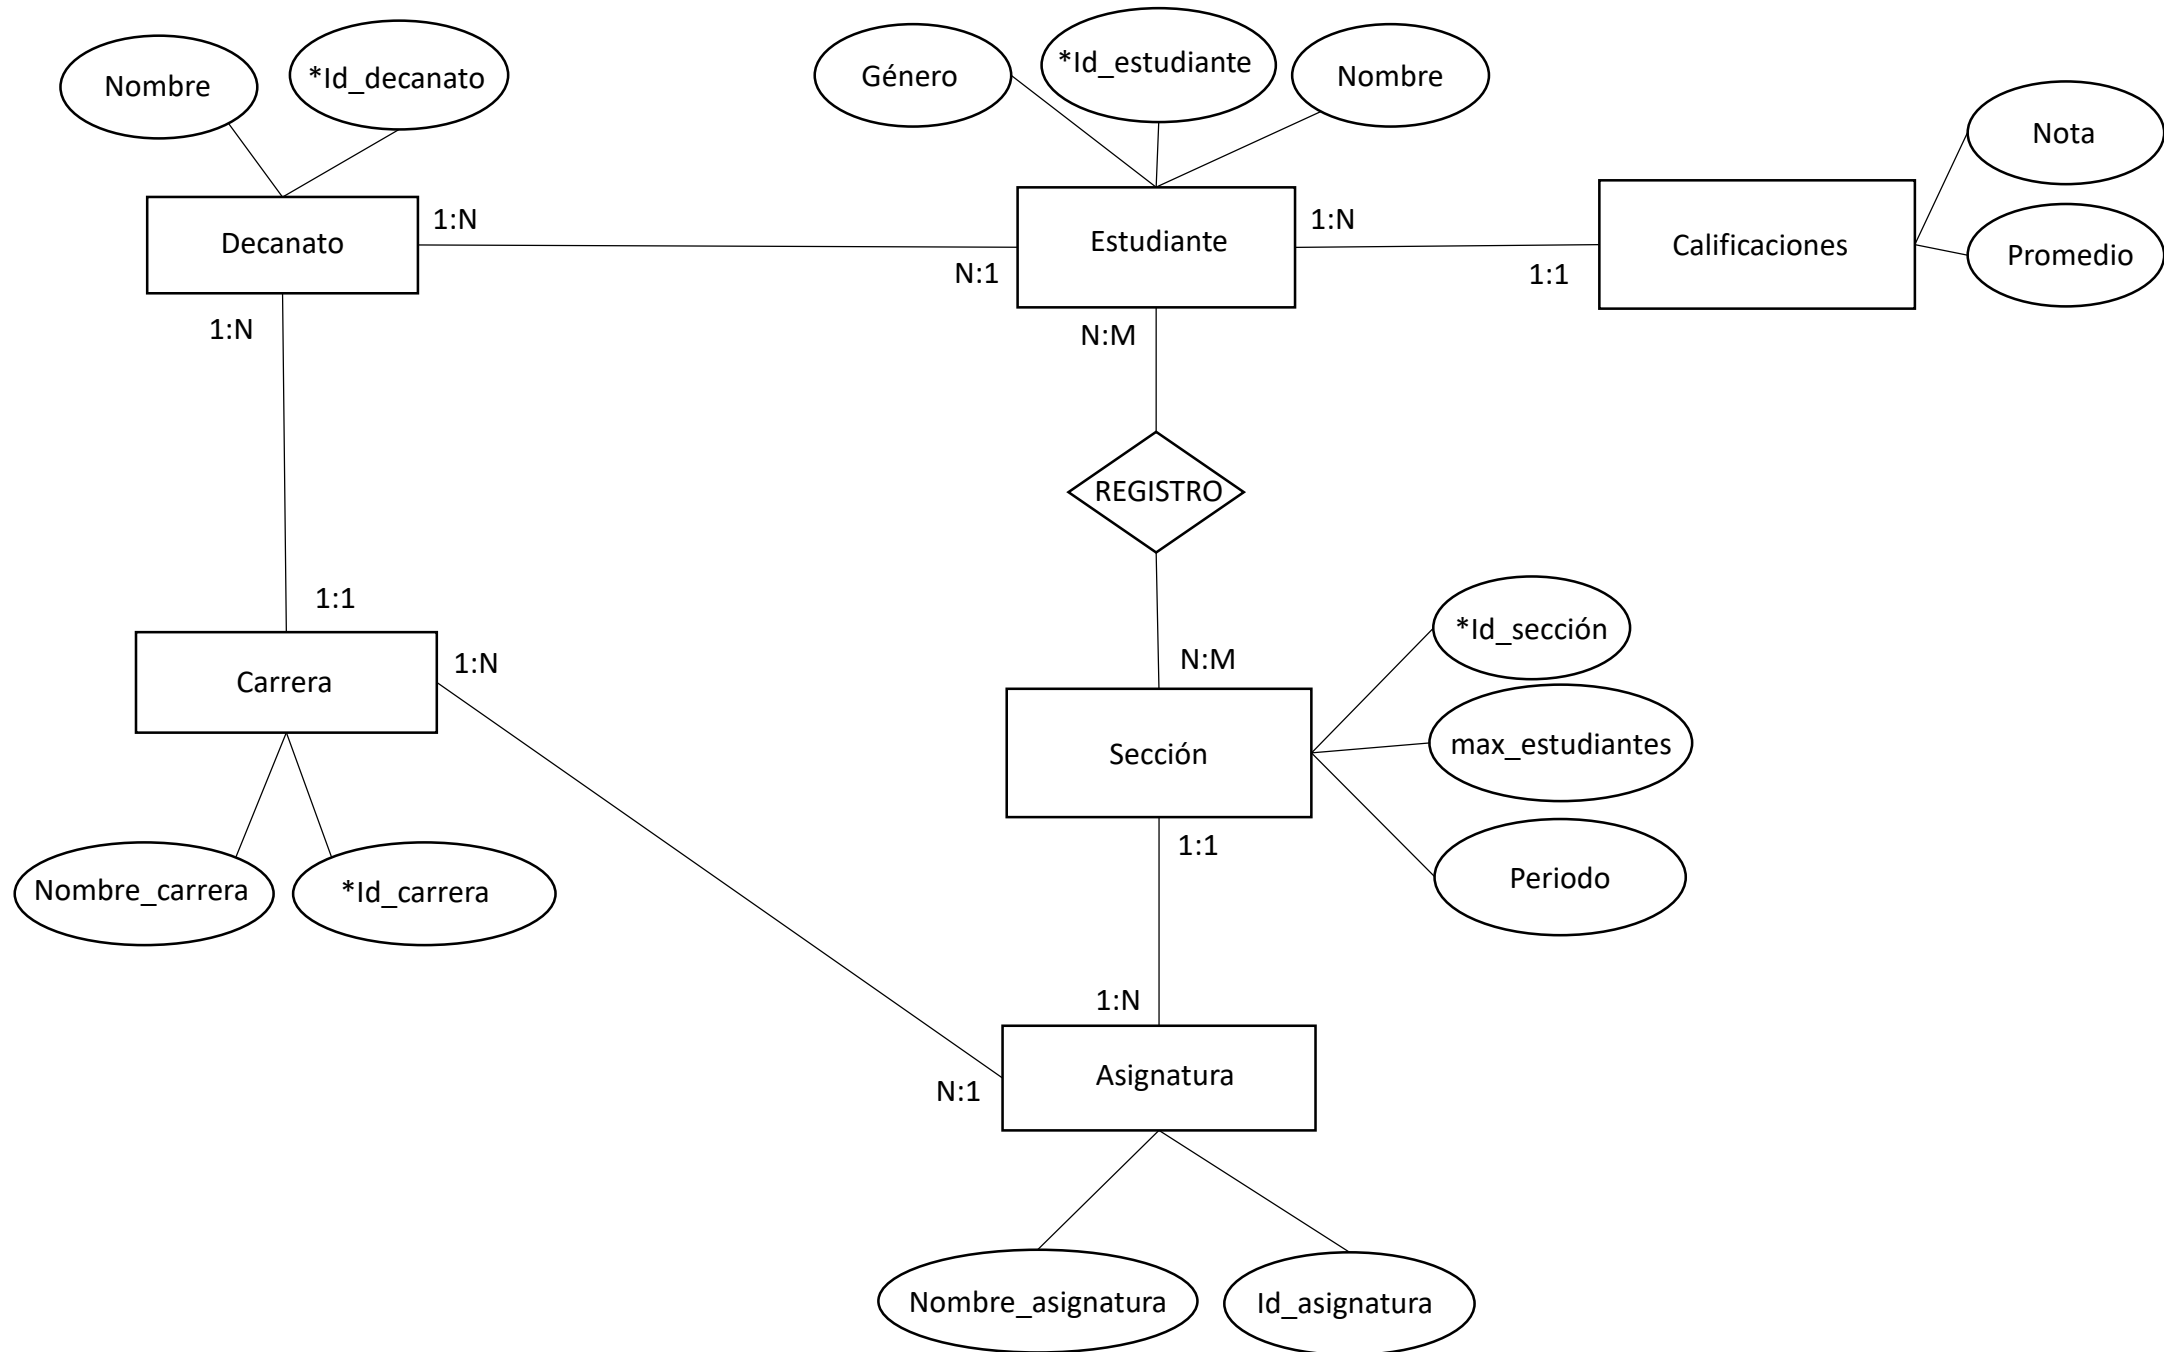 Nombre
*Id_decanato
Género
*Id_estudiante
Nombre
Nota
Promedio
Decanato
1:N
N:1
Estudiante
1:N
1:1
Calificaciones
1:N
N:M
REGISTRO
1:1
Carrera
1:N
N:M
*Id_sección
Sección
max_estudiantes
1:1
Periodo
Nombre_carrera
*Id_carrera
1:N
N:1
Asignatura
Nombre_asignatura
Id_asignatura